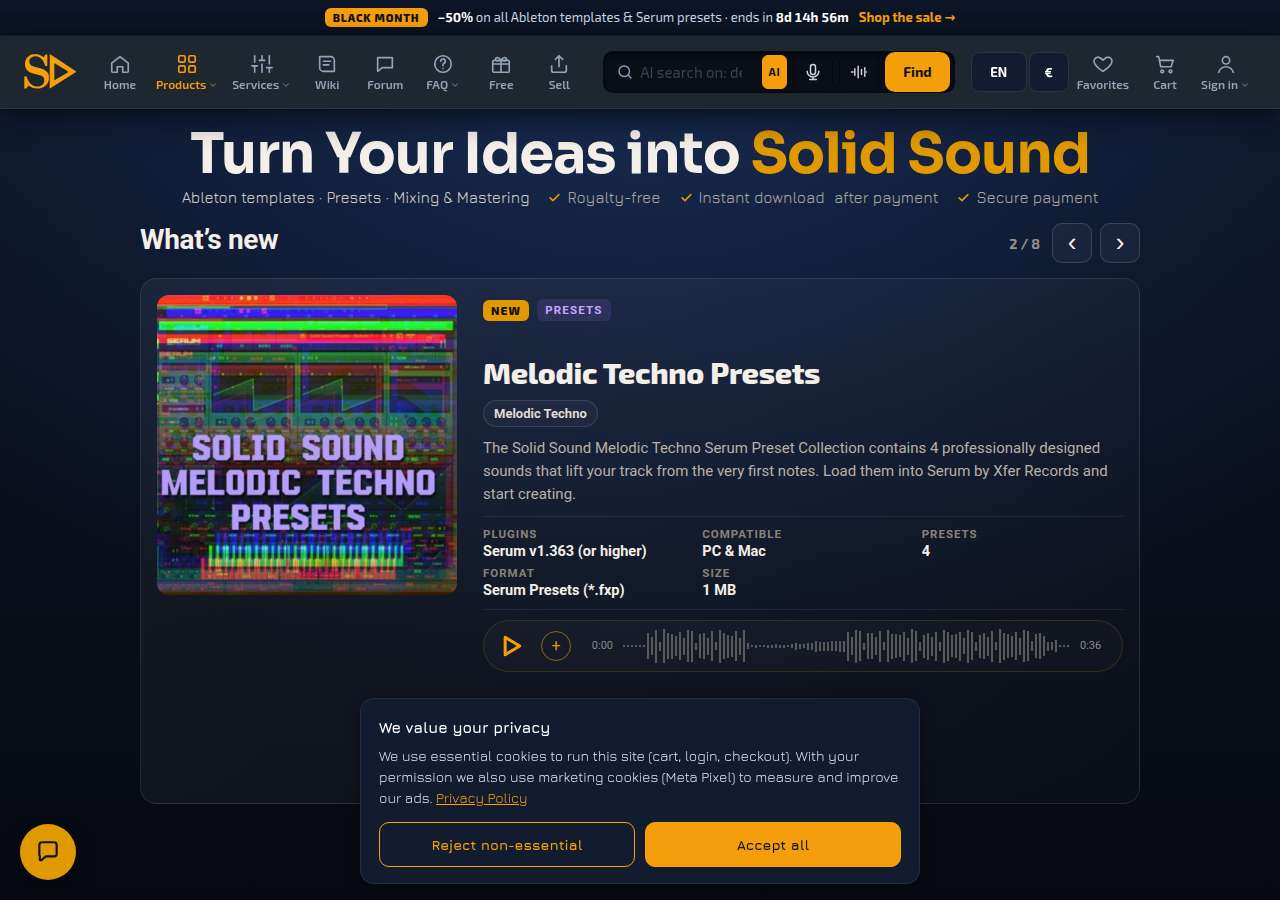 BLACK MONTH −50% on all Ableton templates & Serum presets · ends in 8d 14h 56m Shop the sale →
SD
Home Products Services Wiki Forum FAQ Free Sell AI search on: de AI Find EN € Favorites Cart Sign in
Turn Your Ideas into Solid Sound
Ableton templates · Presets · Mixing & Mastering ✓ Royalty-free ✓ Instant download after payment ✓ Secure payment
What's new
2 / 8 ‹ ›
NEW PRESETS
SERUM
SOLID SOUND
MELODIC TECHNO
PRESETS
Melodic Techno Presets
Melodic Techno
The Solid Sound Melodic Techno Serum Preset Collection contains 4 professionally designed
sounds that lift your track from the very first notes. Load them into Serum by Xfer Records and
start creating.
PLUGINS COMPATIBLE PRESETS
Serum v1.363 (or higher) PC & Mac 4
FORMAT SIZE
Serum Presets (*.fxp) 1 MB
+ 0:00 0:36
We value your privacy
We use essential cookies to run this site (cart, login, checkout). With your
permission we also use marketing cookies (Meta Pixel) to measure and improve
our ads. Privacy Policy
Reject non-essential Accept all